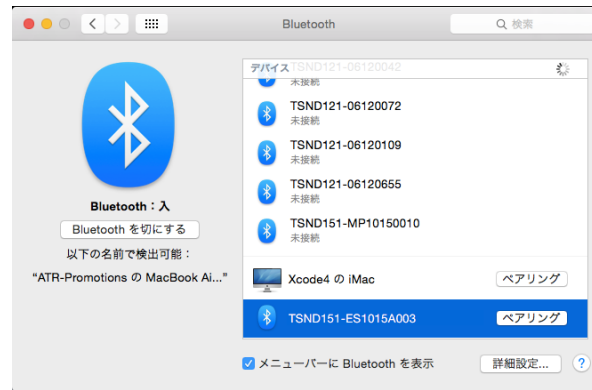 Bluetooth
検索
デバイス
TSND121-06120042
未接続
TSND121-06120072
未接続
TSND121-06120109
未接続
TSND121-06120655
未接続
TSND151-MP10150010
未接続
Xcode4 の iMac
ペアリング
TSND151-ES1015A003
ペアリング
Bluetooth：入
Bluetooth を切にする
以下の名前で検出可能：
“ATR-Promotions の MacBook Ai...”
メニューバーに Bluetooth を表示
詳細設定...
?